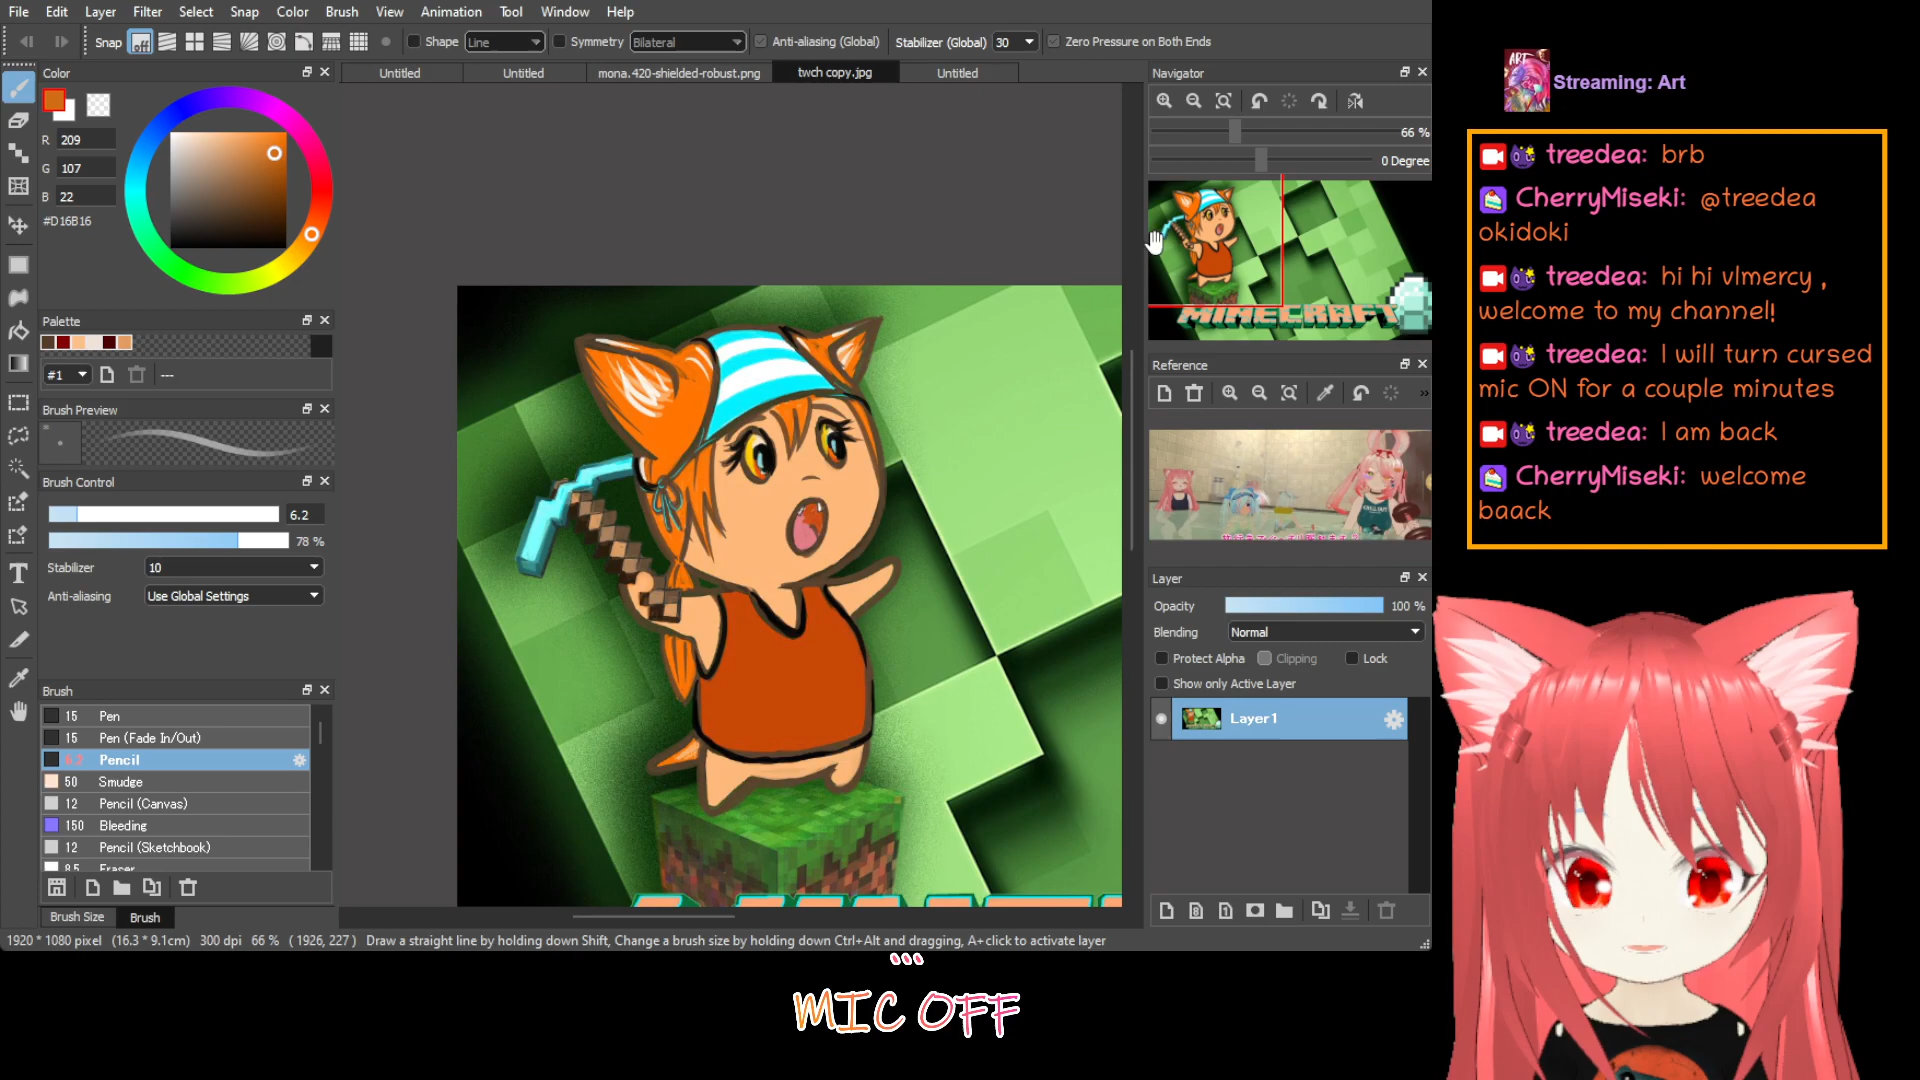 File Edit Layer Filter Select Snap Color Brush View Animation Tool Window Help
Snap off Shape Line Symmetry Bilateral Anti-aliasing (Global) Stabilizer (Global) 30 Zero Pressure on Both Ends
Color
R 209
G 107
B 22
#D16B16
Palette
#1 ---
Brush Preview
Brush Control
6.2
78 %
Stabilizer 10
Anti-aliasing Use Global Settings
Brush
15 Pen
15 Pen (Fade In/Out)
6.2 Pencil
50 Smudge
12 Pencil (Canvas)
150 Bleeding
12 Pencil (Sketchbook)
8.5 Eraser
Brush Size Brush
Untitled Untitled mona.420-shielded-robust.png twch copy.jpg Untitled
Navigator
66 %
0 Degree
MINECRAFT
Reference
CHILL OUT
Layer
Opacity 100 %
Blending Normal
Protect Alpha Clipping Lock
Show only Active Layer
Layer1
1920 * 1080 pixel (16.3 * 9.1cm) 300 dpi 66 % ( 1926, 227 ) Draw a straight line by holding down Shift, Change a brush size by holding down Ctrl+Alt and dragging, A+click to activate layer
MIC OFF
ART
Streaming: Art
treedea: brb
CherryMiseki: @treedea
okidoki
treedea: hi hi vlmercy ,
welcome to my channel!
treedea: I will turn cursed
mic ON for a couple minutes
treedea: I am back
CherryMiseki: welcome
baack